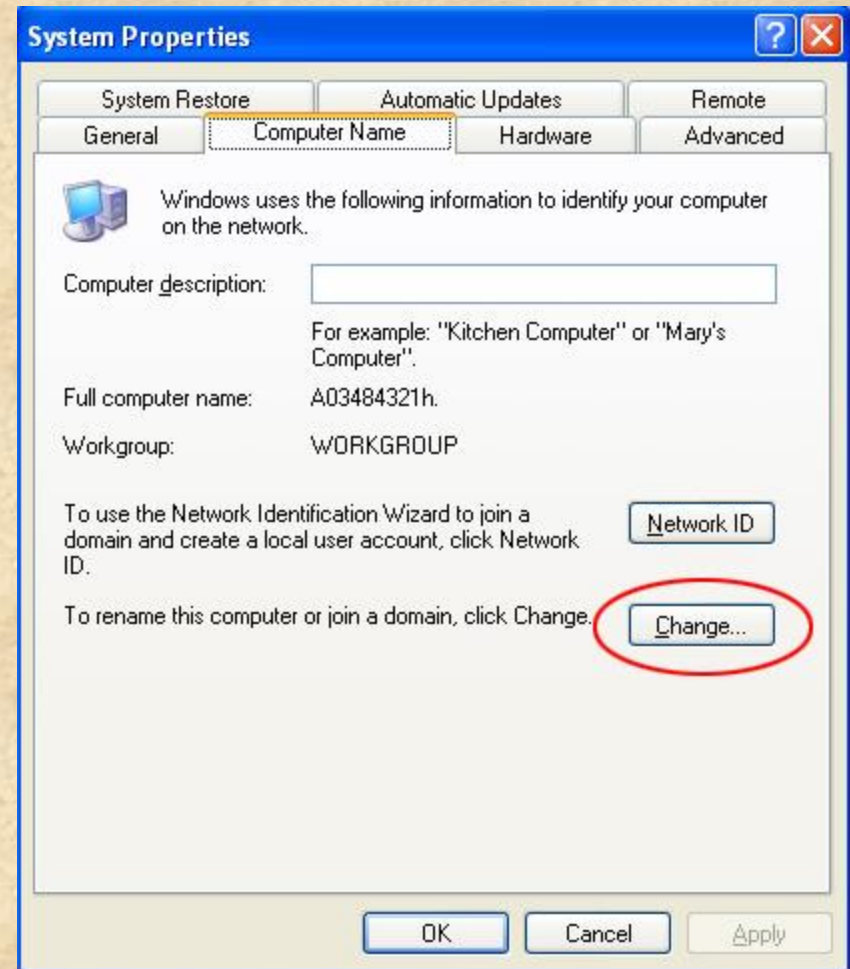 System Properties
System Restore
Automatic Updates
Remote
General
Computer Name
Hardware
Advanced
Windows uses the following information to identify your computer
on the network.
Computer description:
For example: "Kitchen Computer" or "Mary's
Computer".
Full computer name:
A03484321h.
Workgroup:
WORKGROUP
To use the Network Identification Wizard to join a
domain and create a local user account, click Network
ID.
Network ID
To rename this computer or join a domain, click Change.
Change...
OK
Cancel
Apply